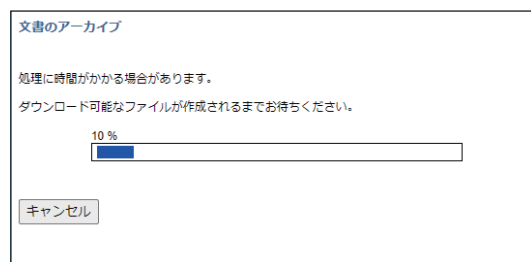 文書のアーカイブ
処理に時間がかかる場合があります。
ダウンロード可能なファイルが作成されるまでお待ちください。
10 %
キャンセル